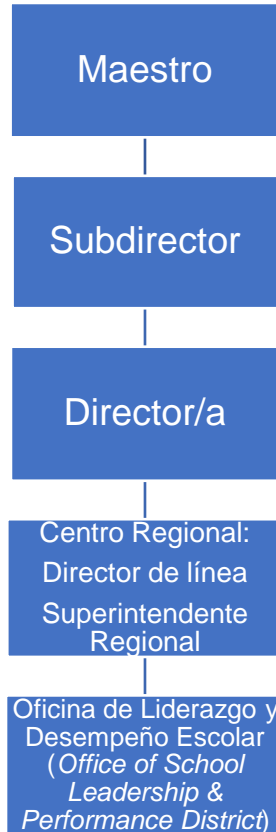 Maestro
Subdirector
Director/a
Centro Regional:
Director de línea
Superintendente
Regional
Oficina de Liderazgo y
Desempeño Escolar
(Office of School
Leadership &
Performance District)